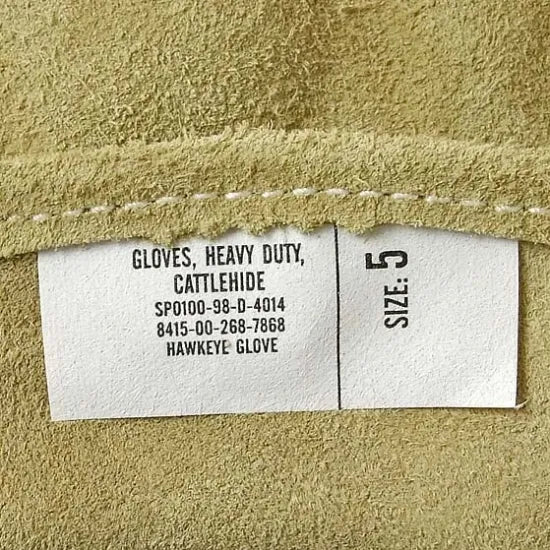 GLOVES, HEAVY DUTY,
CATTLEHIDE
SP0100-98-D-4014
8415-00-268-7868
HAWKEYE GLOVE
SIZE: 5